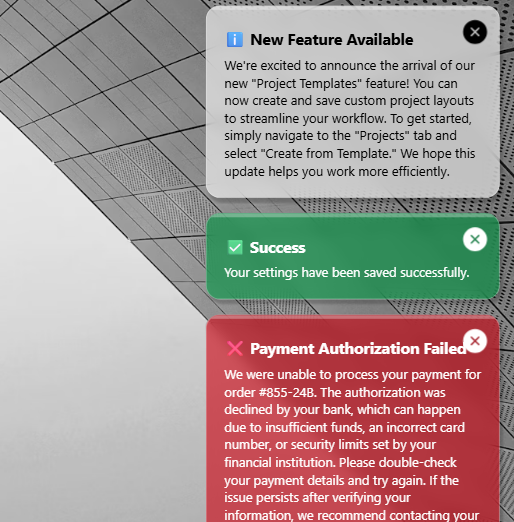 New Feature Available
We're excited to announce the arrival of our
new "Project Templates" feature! You can
now create and save custom project layouts
to streamline your workflow. To get started,
simply navigate to the "Projects" tab and
select "Create from Template." We hope this
update helps you work more efficiently.
Success
Your settings have been saved successfully.
Payment Authorization Failed
We were unable to process your payment for
order #855-24B. The authorization was
declined by your bank, which can happen
due to insufficient funds, an incorrect card
number, or security limits set by your
financial institution. Please double-check
your payment details and try again. If the
issue persists after verifying your
information, we recommend contacting your